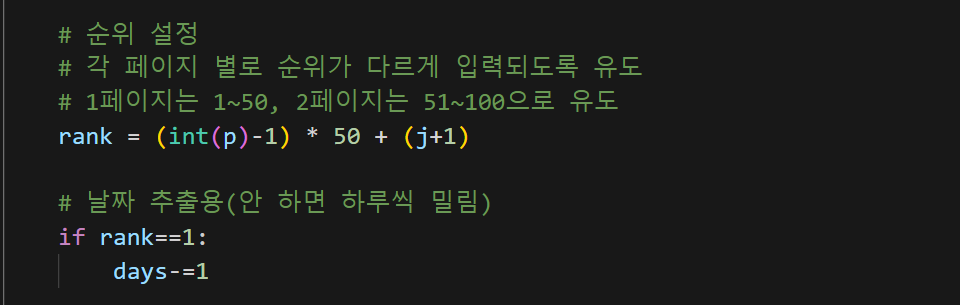 # 순위 설정
# 각 페이지 별로 순위가 다르게 입력되도록 유도
# 1페이지는 1~50, 2페이지는 51~100으로 유도
rank = (int(p)-1) * 50 + (j+1)
# 날짜 추출용(안 하면 하루씩 밀림)
if rank==1:
    days-=1